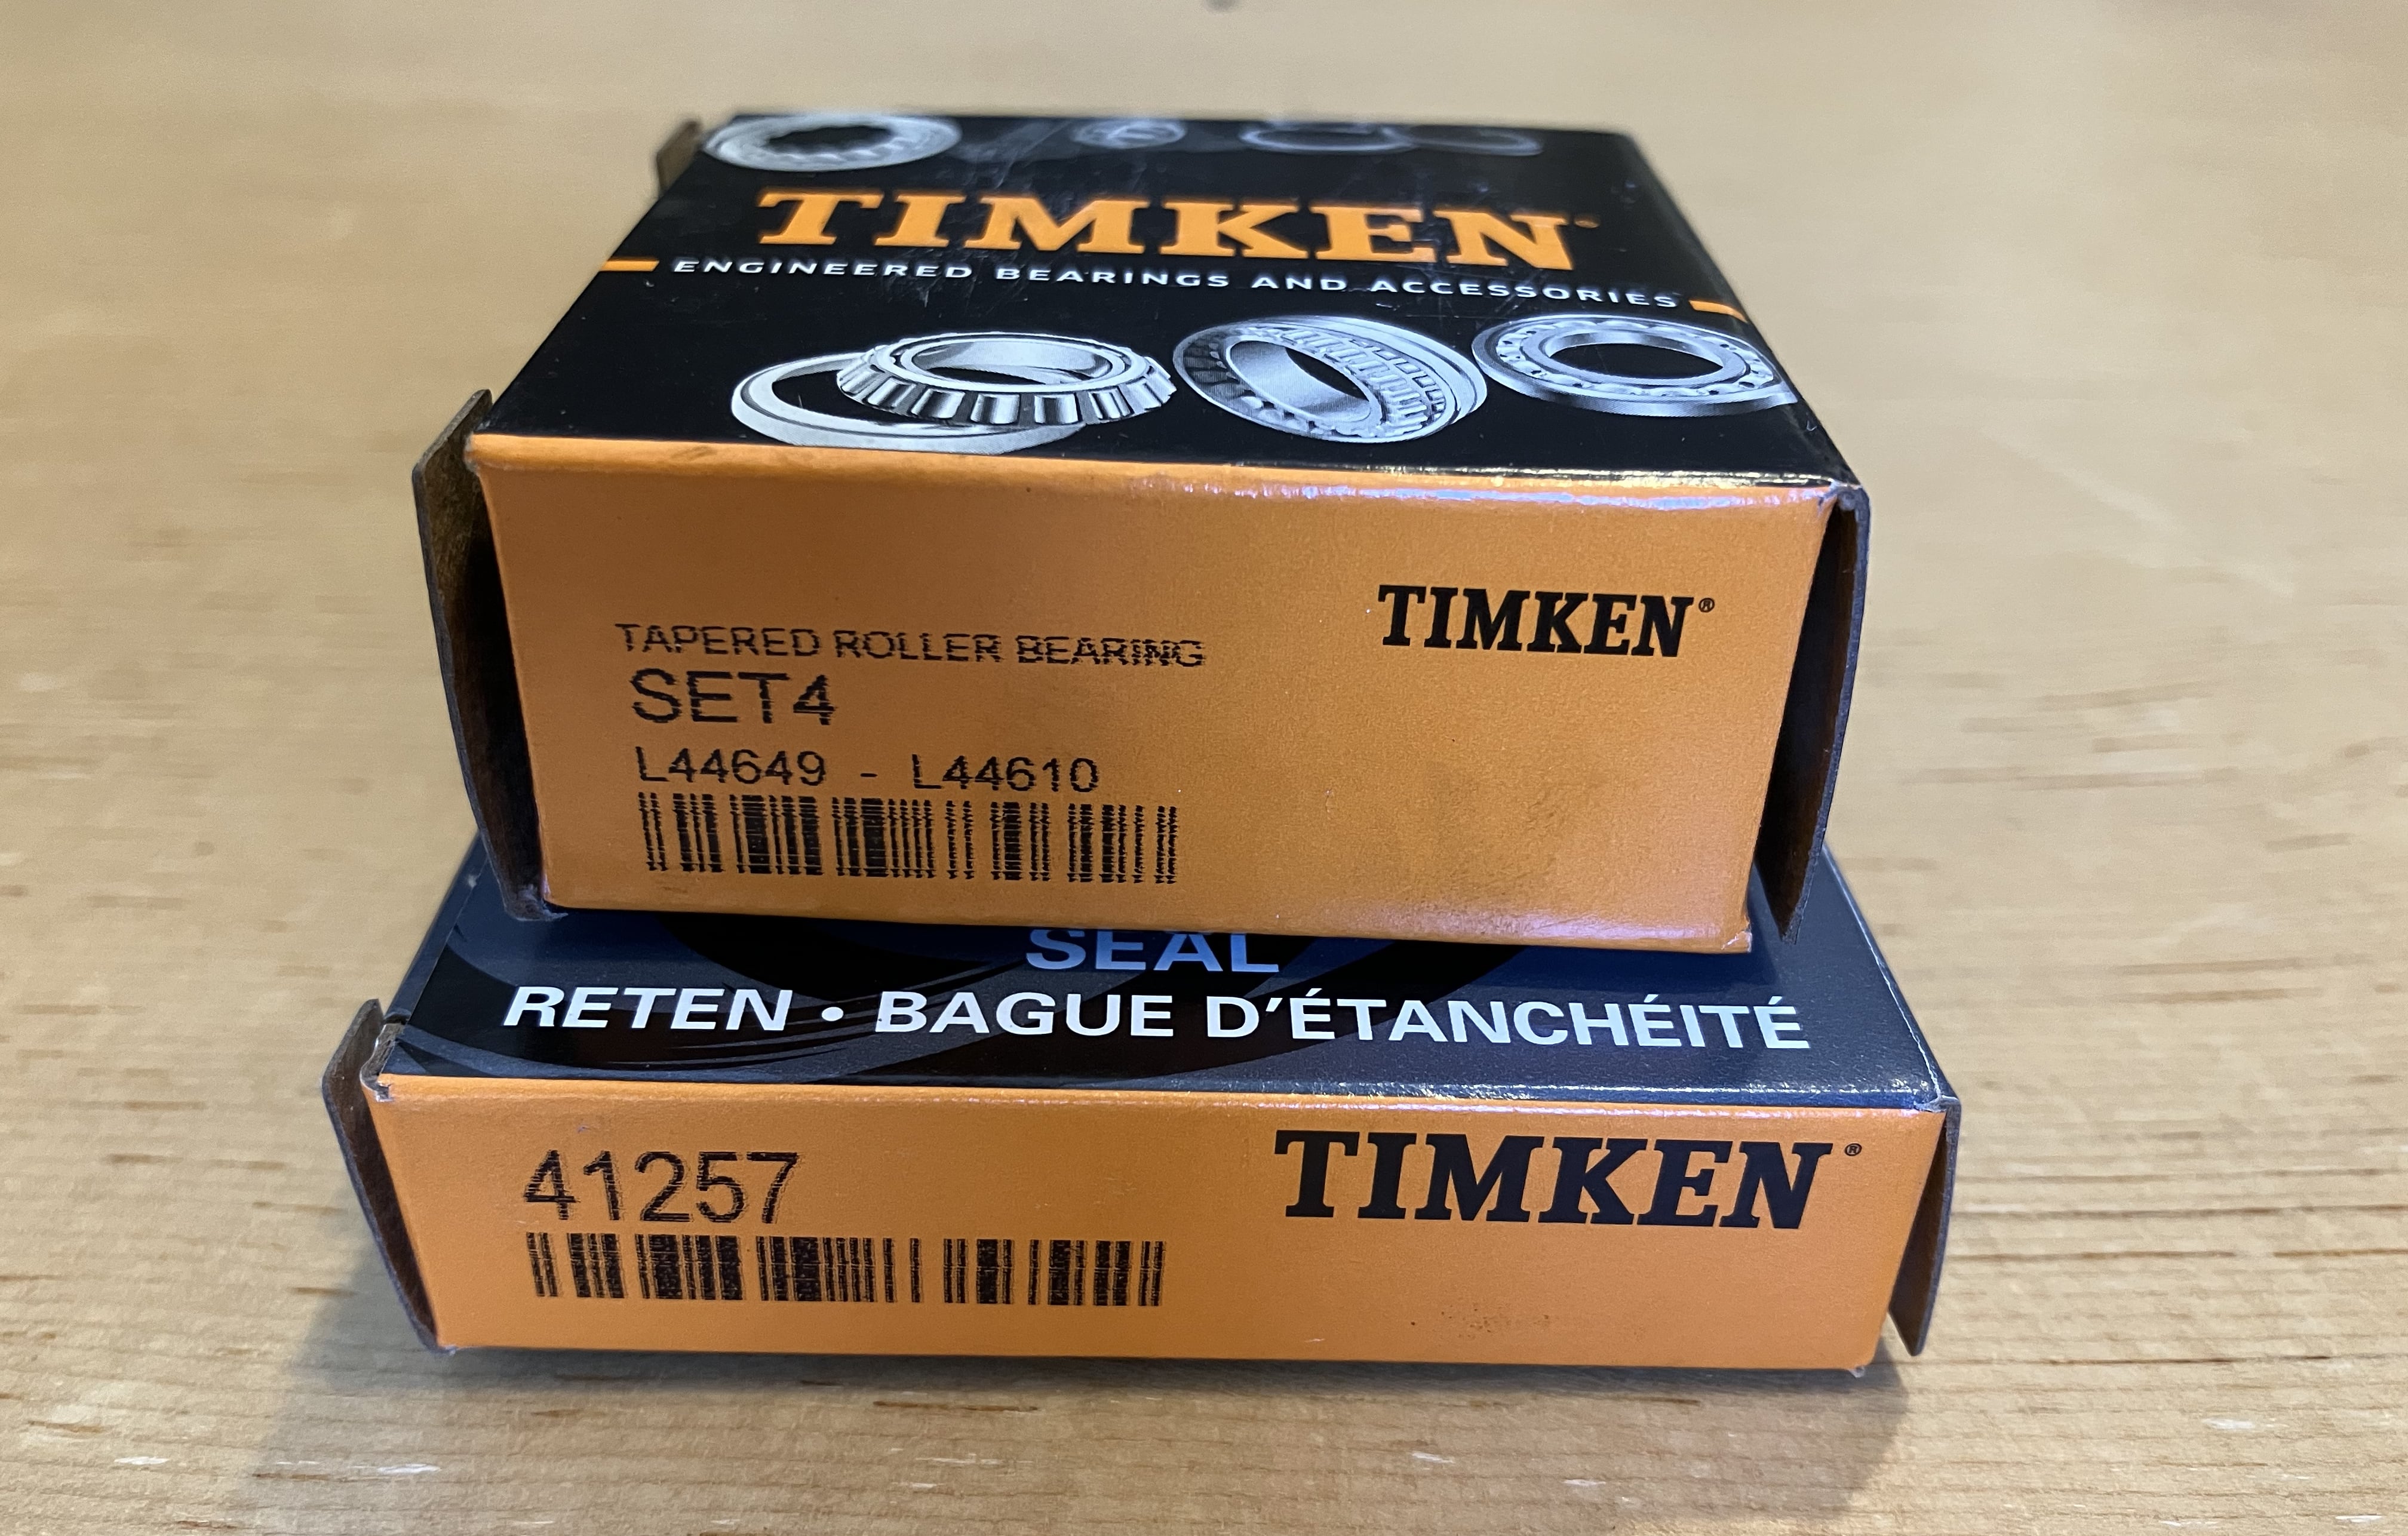 TIMKEN®
ENGINEERED BEARINGS AND ACCESSORIES
TIMKEN®
TAPERED ROLLER BEARING
SET4
L44649 - L44610
SEAL
RETEN • BAGUE D'ÉTANCHÉITÉ
41257
TIMKEN®